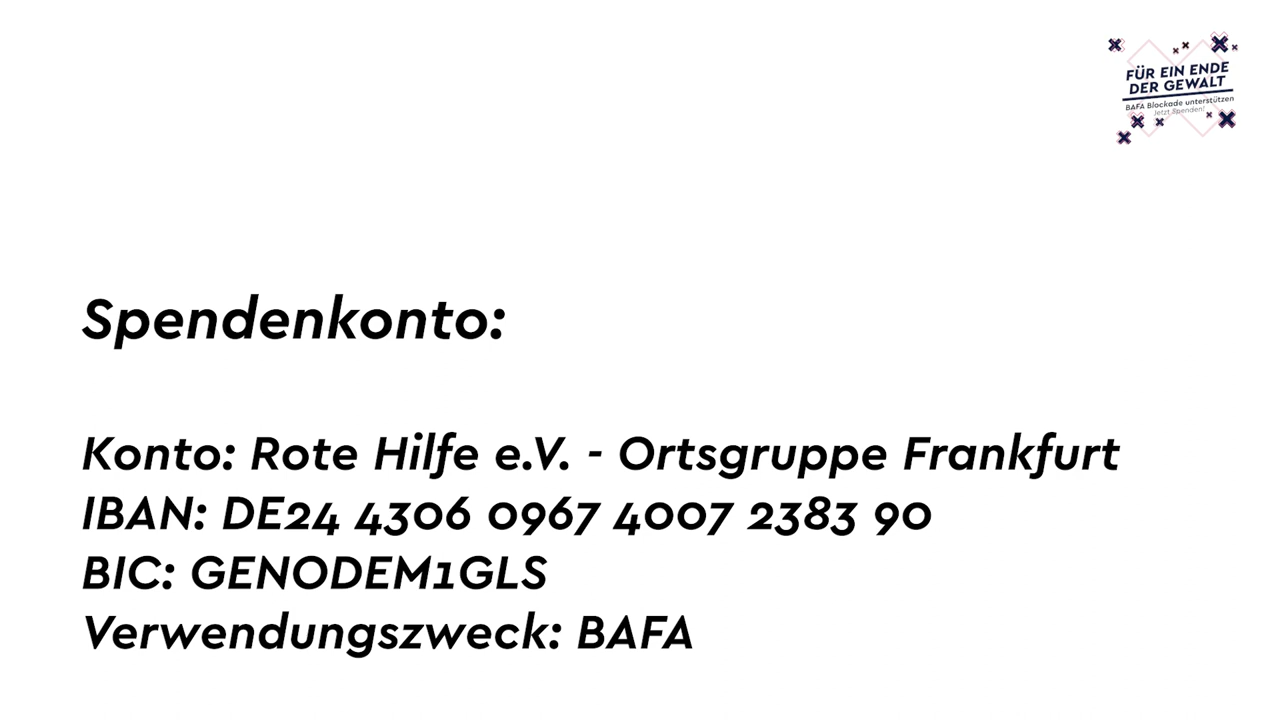 FÜR EIN ENDE
DER GEWALT
BAFA Blockade unterstützen
Jetzt Spenden!
Spendenkonto:
Konto: Rote Hilfe e.V. - Ortsgruppe Frankfurt
IBAN: DE24 4306 0967 4007 2383 90
BIC: GENODEM1GLS
Verwendungszweck: BAFA